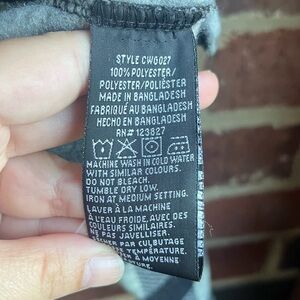 STYLE CWG027
100% POLYESTER/
POLYESTER/POLIÉSTER
MADE IN BANGLADESH
FABRIQUÉ AU BANGLADESH
HECHO EN BANGLADESH
RN# 123827
MACHINE WASH IN COLD WATER
WITH SIMILAR COLOURS.
DO NOT BLEACH.
TUMBLE DRY LOW.
IRON AT MEDIUM SETTING.
LAVER À LA MACHINE
À L'EAU FROIDE, AVEC DES
COULEURS SIMILAIRES.
NE PAS JAVELLISER.
SÉCHER PAR CULBUTAGE
TEMPÉRATURE.
À MOYENNE